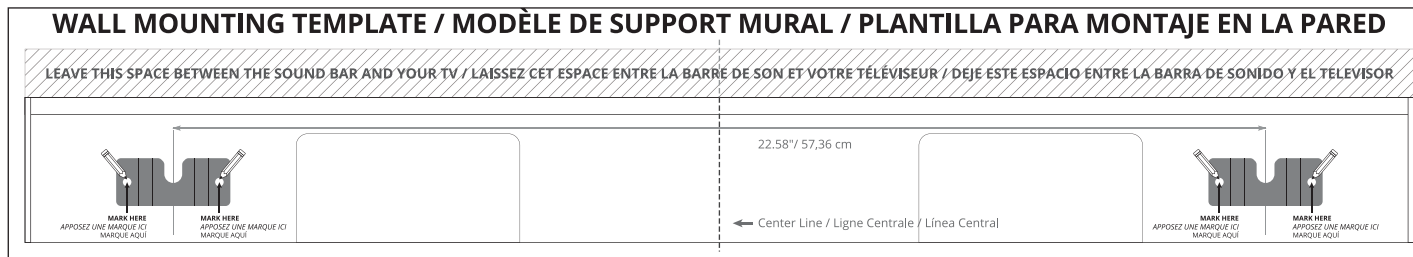 WALL MOUNTING TEMPLATE / MODÈLE DE SUPPORT MURAL / PLANTILLA PARA MONTAJE EN LA PARED
LEAVE THIS SPACE BETWEEN THE SOUND BAR AND YOUR TV / LAISSEZ CET ESPACE ENTRE LA BARRE DE SON ET VOTRE TÉLÉVISEUR / DEJE ESTE ESPACIO ENTRE LA BARRA DE SONIDO Y EL TELEVISOR
22.58"/ 57,36 cm
MARK HERE
APPOSEZ UNE MARQUE ICI
MARQUE AQUÍ
MARK HERE
APPOSEZ UNE MARQUE ICI
MARQUE AQUÍ
Center Line / Ligne Centrale / Línea Central
MARK HERE
APPOSEZ UNE MARQUE ICI
MARQUE AQUÍ
MARK HERE
APPOSEZ UNE MARQUE ICI
MARQUE AQUÍ